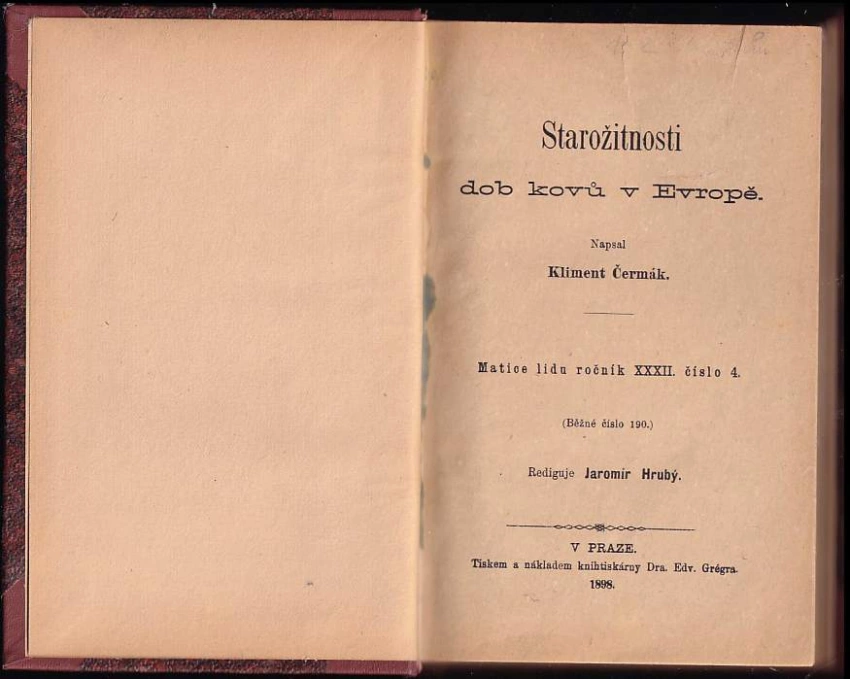 Starožitnosti
dob kovů v Evropě.
Napsal
Kliment Čermák.
Matice lidu ročník XXXII. číslo 4.
(Běžné číslo 190.)
Rediguje Jaromír Hrubý.
V PRAZE.
Tiskem a nákladem knihtiskárny Dra. Edv. Grégra.
1898.